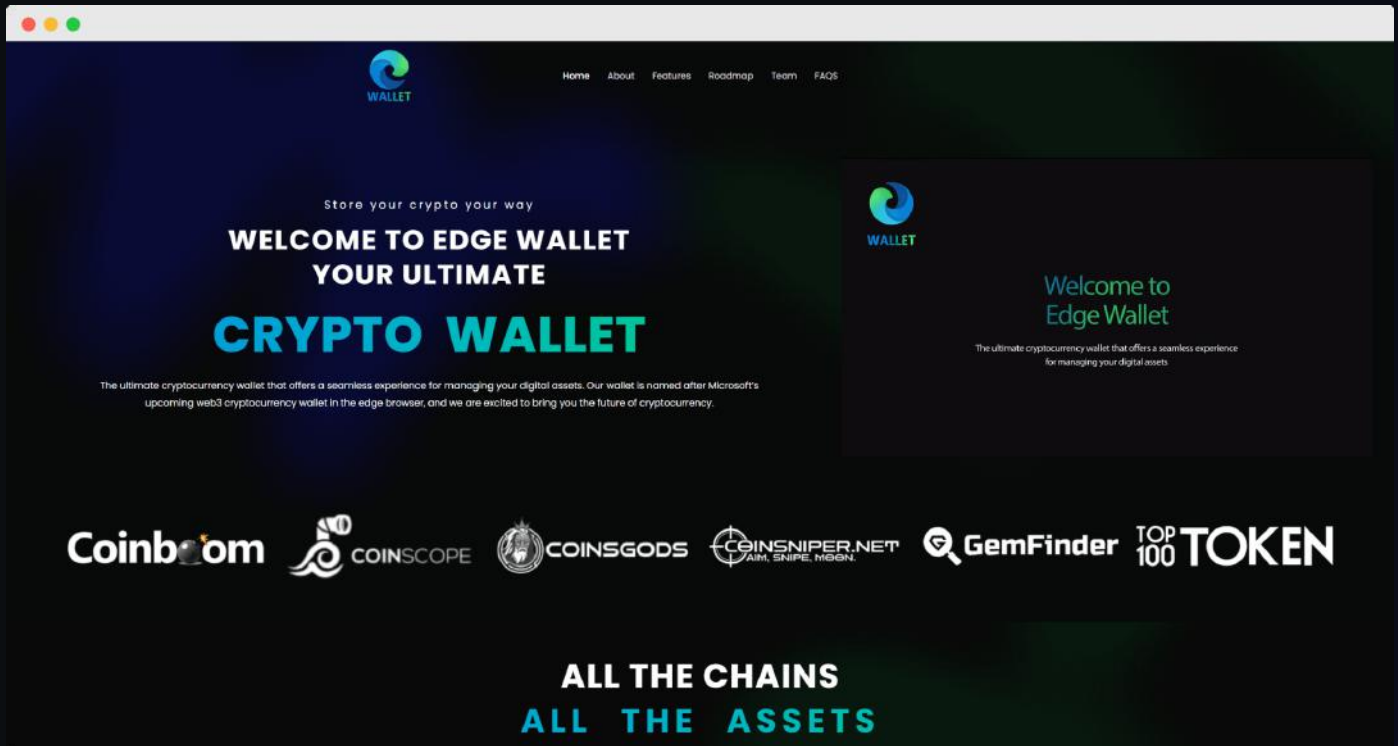 WALLET
Home About Features Roadmap Team FAQS
Store your crypto your way
WELCOME TO EDGE WALLET
YOUR ULTIMATE
CRYPTO WALLET
The ultimate cryptocurrency wallet that offers a seamless experience for managing your digital assets. Our wallet is named after Microsoft's
upcoming web3 cryptocurrency wallet in the edge browser, and we are excited to bring you the future of cryptocurrency.
WALLET
Welcome to
Edge Wallet
The ultimate cryptocurrency wallet that offers a seamless experience
for managing your digital assets
Coinboom
COINSCOPE
COINSGODS
COINSNIPER.NET
AIM, SNIPE, MOON.
G
GemFinder
TOP
100 TOKEN
ALL THE CHAINS
ALL THE ASSETS